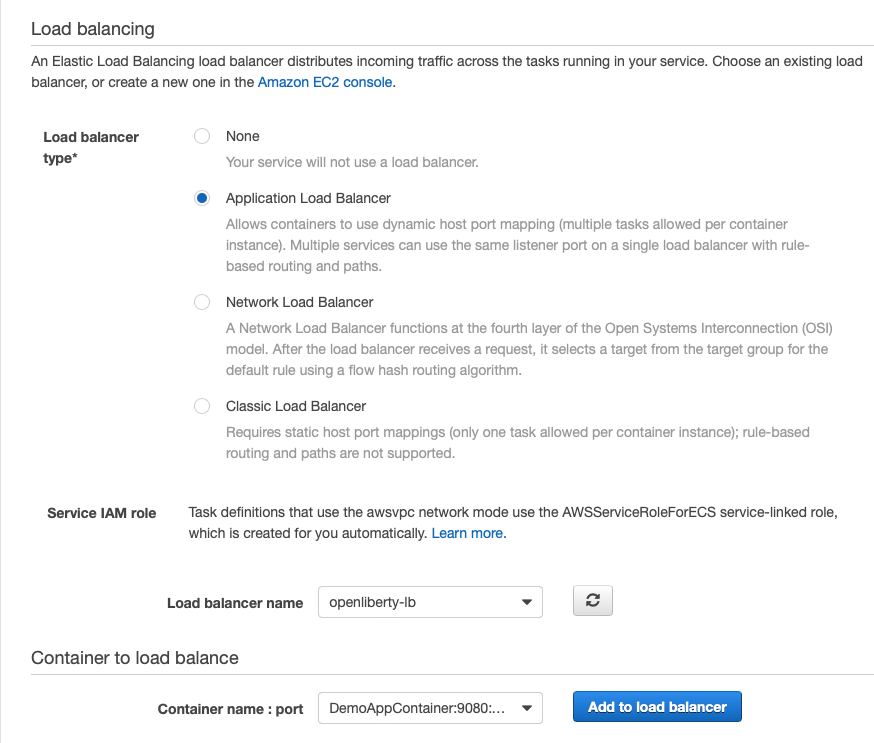 Load balancing
An Elastic Load Balancing load balancer distributes incoming traffic across the tasks running in your service. Choose an existing load
balancer, or create a new one in the Amazon EC2 console.
Load balancer
type*
None
Your service will not use a load balancer.
Application Load Balancer
Allows containers to use dynamic host port mapping (multiple tasks allowed per container
instance). Multiple services can use the same listener port on a single load balancer with rule-
based routing and paths.
Network Load Balancer
A Network Load Balancer functions at the fourth layer of the Open Systems Interconnection (OSI)
model. After the load balancer receives a request, it selects a target from the target group for the
default rule using a flow hash routing algorithm.
Classic Load Balancer
Requires static host port mappings (only one task allowed per container instance); rule-based
routing and paths are not supported.
Service IAM role
Task definitions that use the awsvpc network mode use the AWSServiceRoleForECS service-linked role,
which is created for you automatically. Learn more.
Load balancer name
openliberty-lb
Container to load balance
Container name : port
DemoAppContainer:9080:...
Add to load balancer